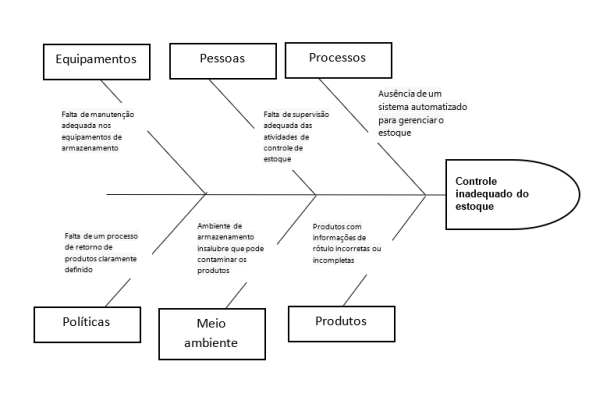 Equipamentos
Pessoas
Processos
Falta de manutenção
adequada nos
equipamentos de
armazenamento
Falta de supervisão
adequada das
atividades de
controle de
estoque
Ausência de um
sistema automatizado
para gerenciar o
estoque
Controle
inadequado do
estoque
Falta de um processo
de retorno de
produtos claramente
definido
Ambiente de
armazenamento
insalubre que pode
contaminar os
produtos
Produtos com
informações de
rótulo incorretas ou
incompletas
Políticas
Meio
ambiente
Produtos